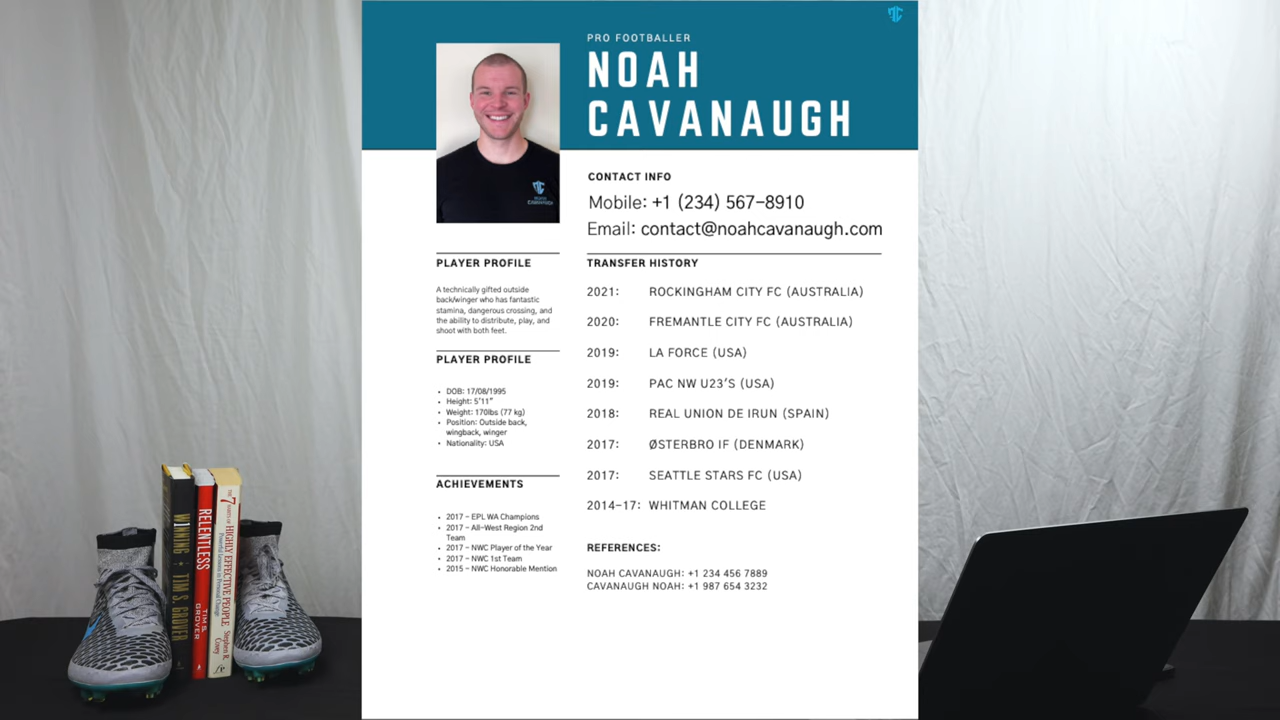 PRO FOOTBALLER
NOAH
CAVANAUGH
CONTACT INFO
Mobile: +1 (234) 567-8910
Email: contact@noahcavanaugh.com
NOAH
CAVANAUGH
PLAYER PROFILE
A technically gifted outside
back/winger who has fantastic
stamina, dangerous crossing, and
the ability to distribute, play, and
shoot with both feet.
PLAYER PROFILE
• DOB: 17/08/1995
• Height: 5'11"
• Weight: 170lbs (77 kg)
• Position: Outside back,
wingback, winger
• Nationality: USA
ACHIEVEMENTS
• 2017 - EPL WA Champions
• 2017 - All-West Region 2nd
Team
• 2017 - NWC Player of the Year
• 2017 - NWC 1st Team
• 2015 - NWC Honorable Mention
TRANSFER HISTORY
2021: ROCKINGHAM CITY FC (AUSTRALIA)
2020: FREMANTLE CITY FC (AUSTRALIA)
2019: LA FORCE (USA)
2019: PAC NW U23'S (USA)
2018: REAL UNION DE IRUN (SPAIN)
2017: ØSTERBRO IF (DENMARK)
2017: SEATTLE STARS FC (USA)
2014-17: WHITMAN COLLEGE
REFERENCES:
NOAH CAVANAUGH: +1 234 456 7889
CAVANAUGH NOAH: +1 987 654 3232
WINNING TIM S. GROVER
RELENTLESS
TIM S.
GROVER
THE 7 HABITS OF HIGHLY EFFECTIVE PEOPLE
Powerful Lessons in Personal Change
Stephen R.
Covey